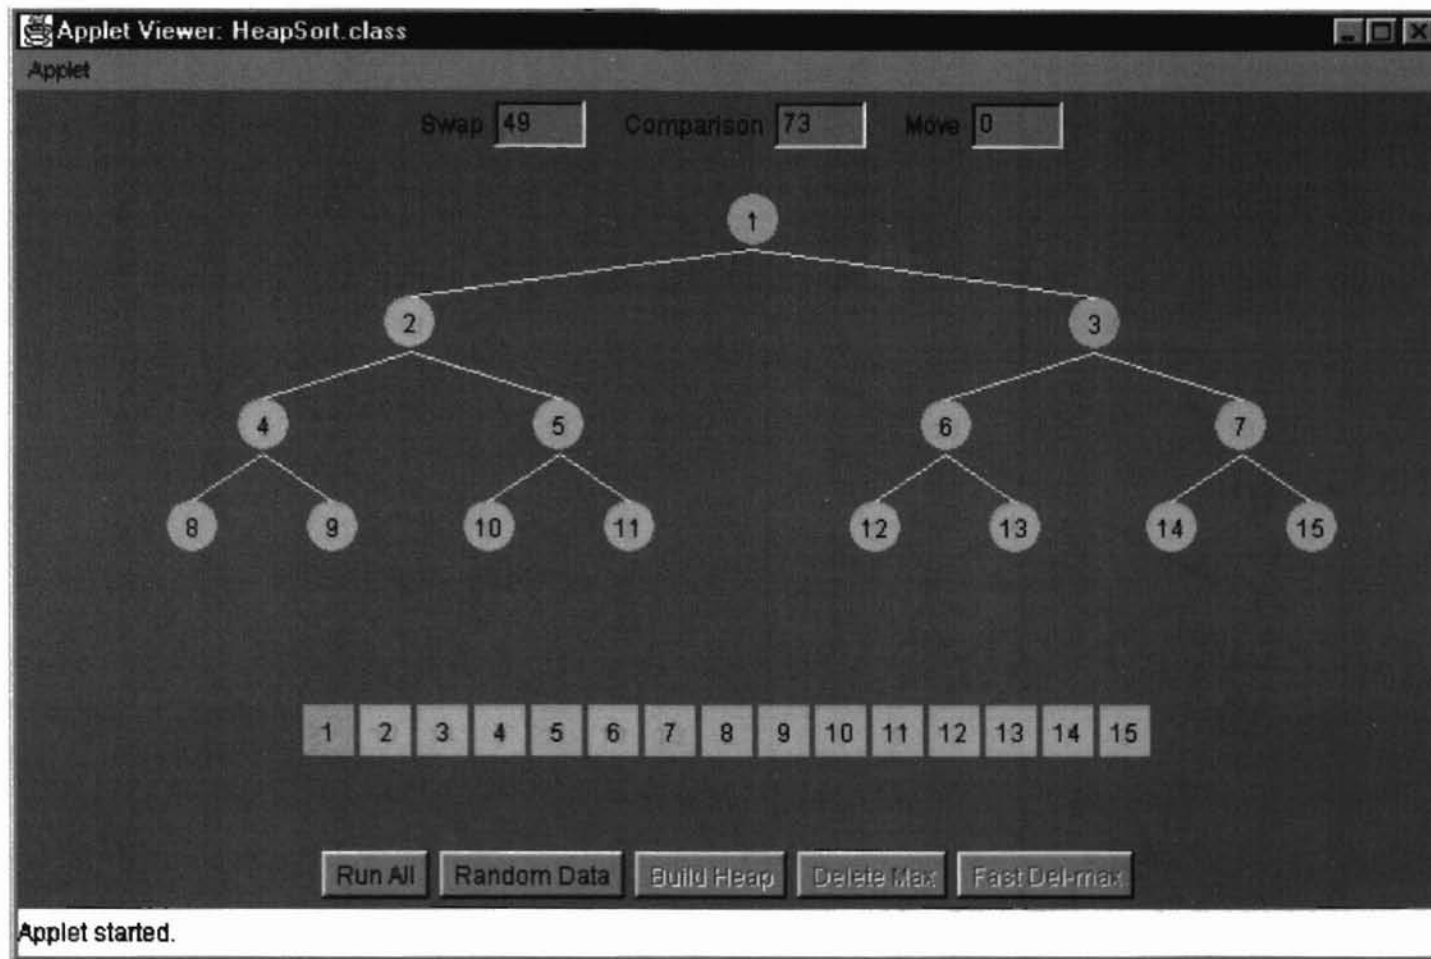 Applet Viewer: HeapSort.class
Applet
Swap 49 Comparison 73 Move 0
1
2 3
4 5 6 7
8 9 10 11 12 13 14 15
1 2 3 4 5 6 7 8 9 10 11 12 13 14 15
Run All Random Data Build Heap Delete Max Fast Del-max
Applet started.